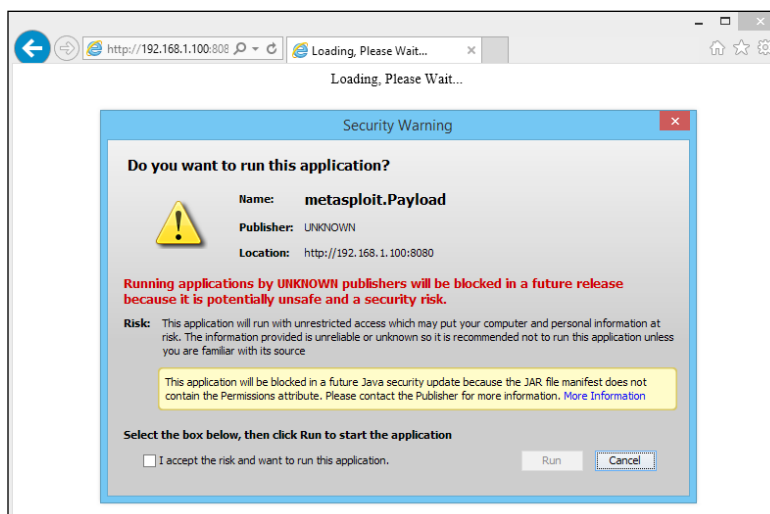 http://192.168.1.100:808
Loading, Please Wait...
Loading, Please Wait...
Security Warning
Do you want to run this application?
Name: metasploit.Payload
Publisher: UNKNOWN
Location: http://192.168.1.100:8080
Running applications by UNKNOWN publishers will be blocked in a future release
because it is potentially unsafe and a security risk.
Risk: This application will run with unrestricted access which may put your computer and personal information at
risk. The information provided is unreliable or unknown so it is recommended not to run this application unless
you are familiar with its source
This application will be blocked in a future Java security update because the JAR file manifest does not
contain the Permissions attribute. Please contact the Publisher for more information. More Information
Select the box below, then click Run to start the application
I accept the risk and want to run this application.
Run
Cancel